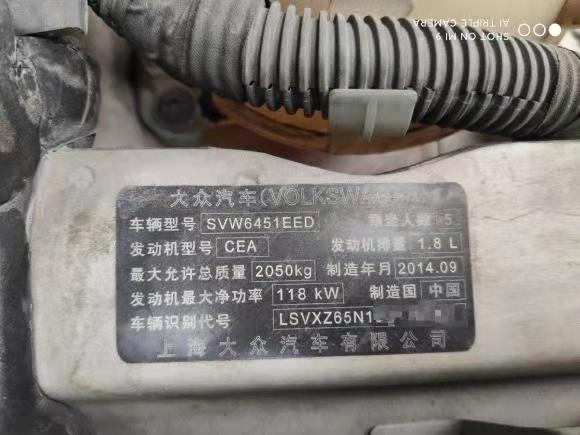 SHOT ON MI 9
AI TRIPLE CAMERA
大众汽车(VOLKSW
车辆型号 SVW6451EED 乘坐人数 5
发动机型号 CEA 发动机排量 1.8 L
最大允许总质量 2050kg 制造年月 2014.09
发动机最大净功率 118 kW 制造国 中国
车辆识别代号 LSVXZ65N1
上海大众汽车有限公司